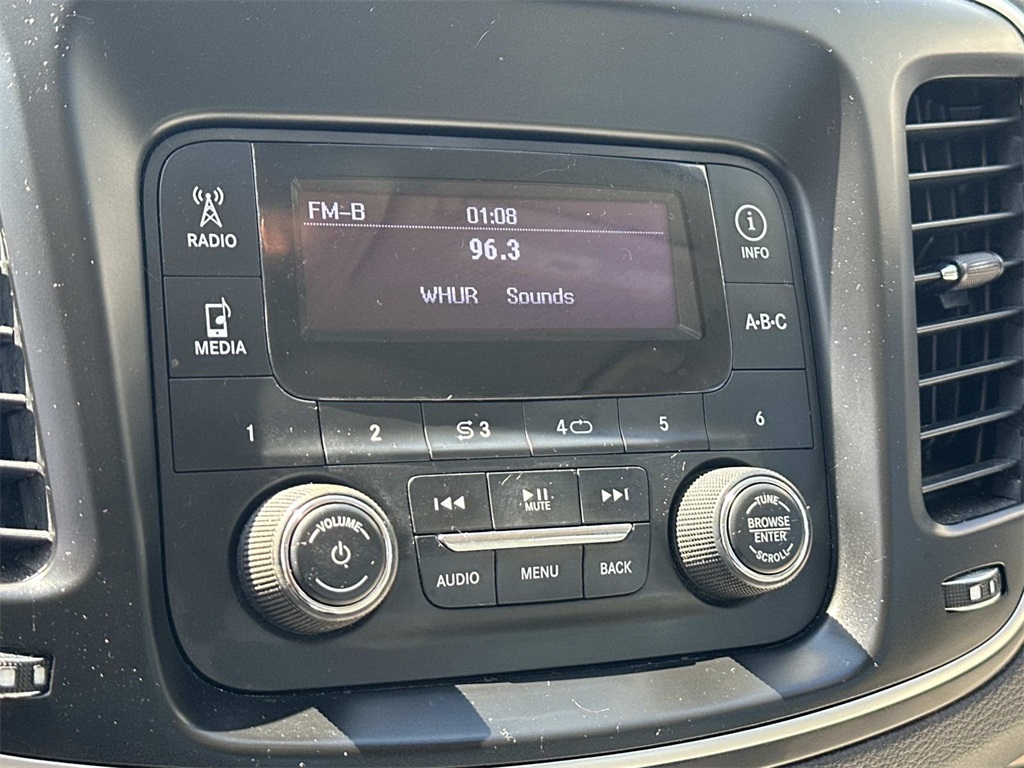 RADIO
FM-B 01:08
96.3
WHUR Sounds
i
INFO
MEDIA
A•B•C
1 2 3 4 5 6
VOLUME
MUTE
AUDIO MENU BACK
TUNE
BROWSE
ENTER
SCROLL